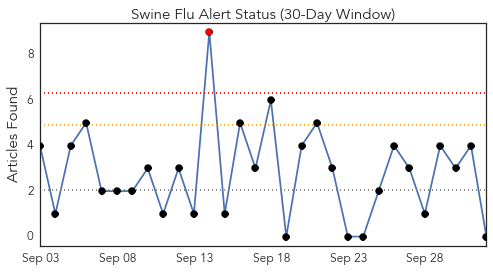 Swine Flu Alert Status (30-Day Window)
Articles Found
8
6
4
2
0
Sep 03 Sep 08 Sep 13 Sep 18 Sep 23 Sep 28